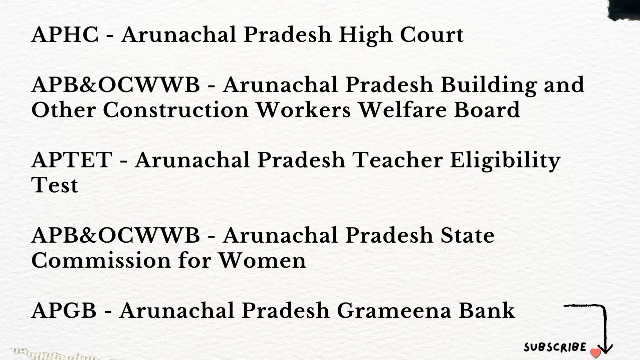 APHC - Arunachal Pradesh High Court
APB&OCWWB - Arunachal Pradesh Building and
Other Construction Workers Welfare Board
APTET - Arunachal Pradesh Teacher Eligibility
Test
APB&OCWWB - Arunachal Pradesh State
Commission for Women
APGB - Arunachal Pradesh Grameena Bank
SUBSCRIBE